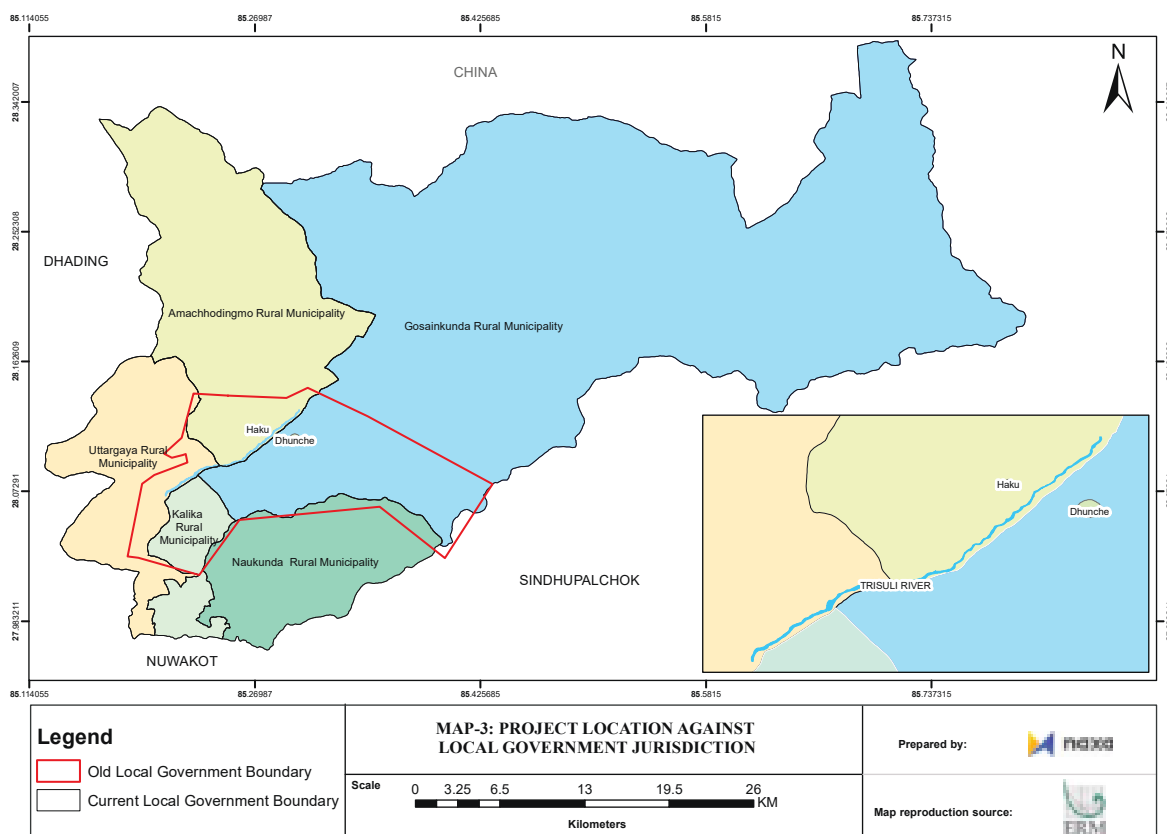 85.114055 85.26987 85.425685 85.5815 85.737315
CHINA
N
28.342007
28.252308
28.162609
28.07291
27.983211
DHADING
Amachhodingmo Rural Municipality
Gosainkunda Rural Municipality
Haku
Dhunche
Uttargaya Rural
Municipality
Kalika
Rural
Municipality
Naukunda Rural Municipality
SINDHUPALCHOK
NUWAKOT
Haku
Dhunche
TRISULI RIVER
85.114055 85.26987 85.425685 85.5815 85.737315
Legend
Old Local Government Boundary
Current Local Government Boundary
MAP-3: PROJECT LOCATION AGAINST
LOCAL GOVERNMENT JURISDICTION
Scale
0 3.25 6.5 13 19.5 26
KM
Kilometers
Prepared by:
naxa
Map reproduction source:
ERM